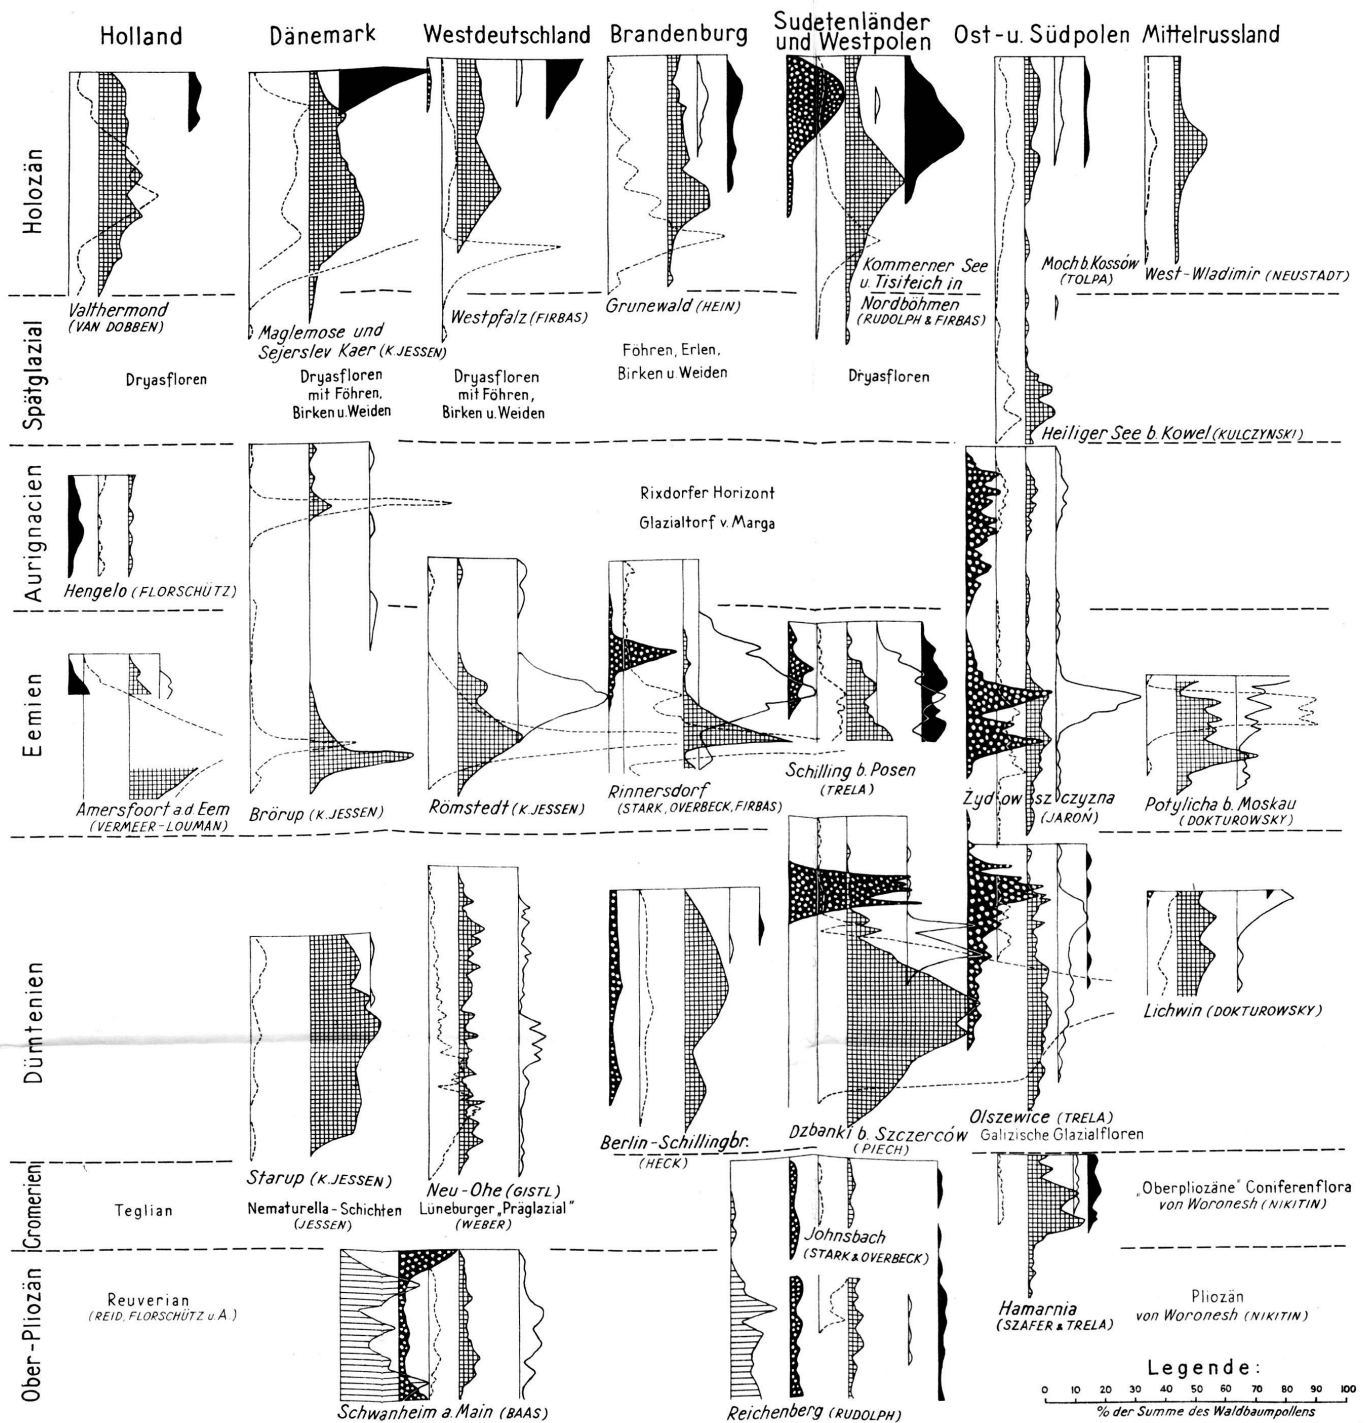 Holland
Dänemark
Westdeutschland
Brandenburg
Sudetenländer
und Westpolen
Ost-u. Südpolen
Mittelrussland
Holozän
Valthermond
(VAN DOBBEN)
Maglemose und
Sejerslev Kaer (K.JESSEN)
Westpfalz (FIRBAS)
Grunewald (HEIN)
Kommerner See
u. Tisiteich in
Nordböhmen
(RUDOLPH & FIRBAS)
Moch b. Kossów
(TOLPA)
West-Wladimir (NEUSTADT)
Spätglazial
Dryasfloren
Dryasfloren
mit Föhren,
Birken u. Weiden
Dryasfloren
mit Föhren,
Birken u. Weiden
Föhren, Erlen,
Birken u Weiden
Dryasfloren
Heiliger See b. Kowel (KULCZYNSKI)
Aurignacien
Hengelo (FLORSCHÜTZ)
Rixdorfer Horizont
Glazialtorf v. Marga
Eemien
Amersfoort a.d. Eem
(VERMEER-LOUMAN)
Brörup (K.JESSEN)
Römstedt (K.JESSEN)
Rinnersdorf
(STARK, OVERBECK, FIRBAS)
Schilling b. Posen
(TRELA)
Żydowszczyzna
(JAROŃ)
Potylicha b. Moskau
(DOKTUROWSKY)
Dümtenien
Starup (K.JESSEN)
Neu-Ohe (GISTL)
Berlin-Schillingbr.
(HECK)
Dzbanki b. Szczerców
(PIECH)
Olszewice (TRELA)
Galizische Glazialfloren
Lichwin (DOKTUROWSKY)
Cromerien
Teglian
Nematurella-Schichten
(JESSEN)
Lüneburger „Präglazial"
(WEBER)
Johnsbach
(STARK & OVERBECK)
„Oberpliozäne" Coniferenflora
von Woronesh (NIKITIN)
Ober-Pliozän
Reuverian
(REID, FLORSCHÜTZ u. A.)
Schwanheim a. Main (BAAS)
Reichenberg (RUDOLPH)
Hamarnia
(SZAFER & TRELA)
Pliozän
von Woronesh (NIKITIN)
Legende:
0 10 20 30 40 50 60 70 80 90 100
% der Summe des Waldbaumpollens